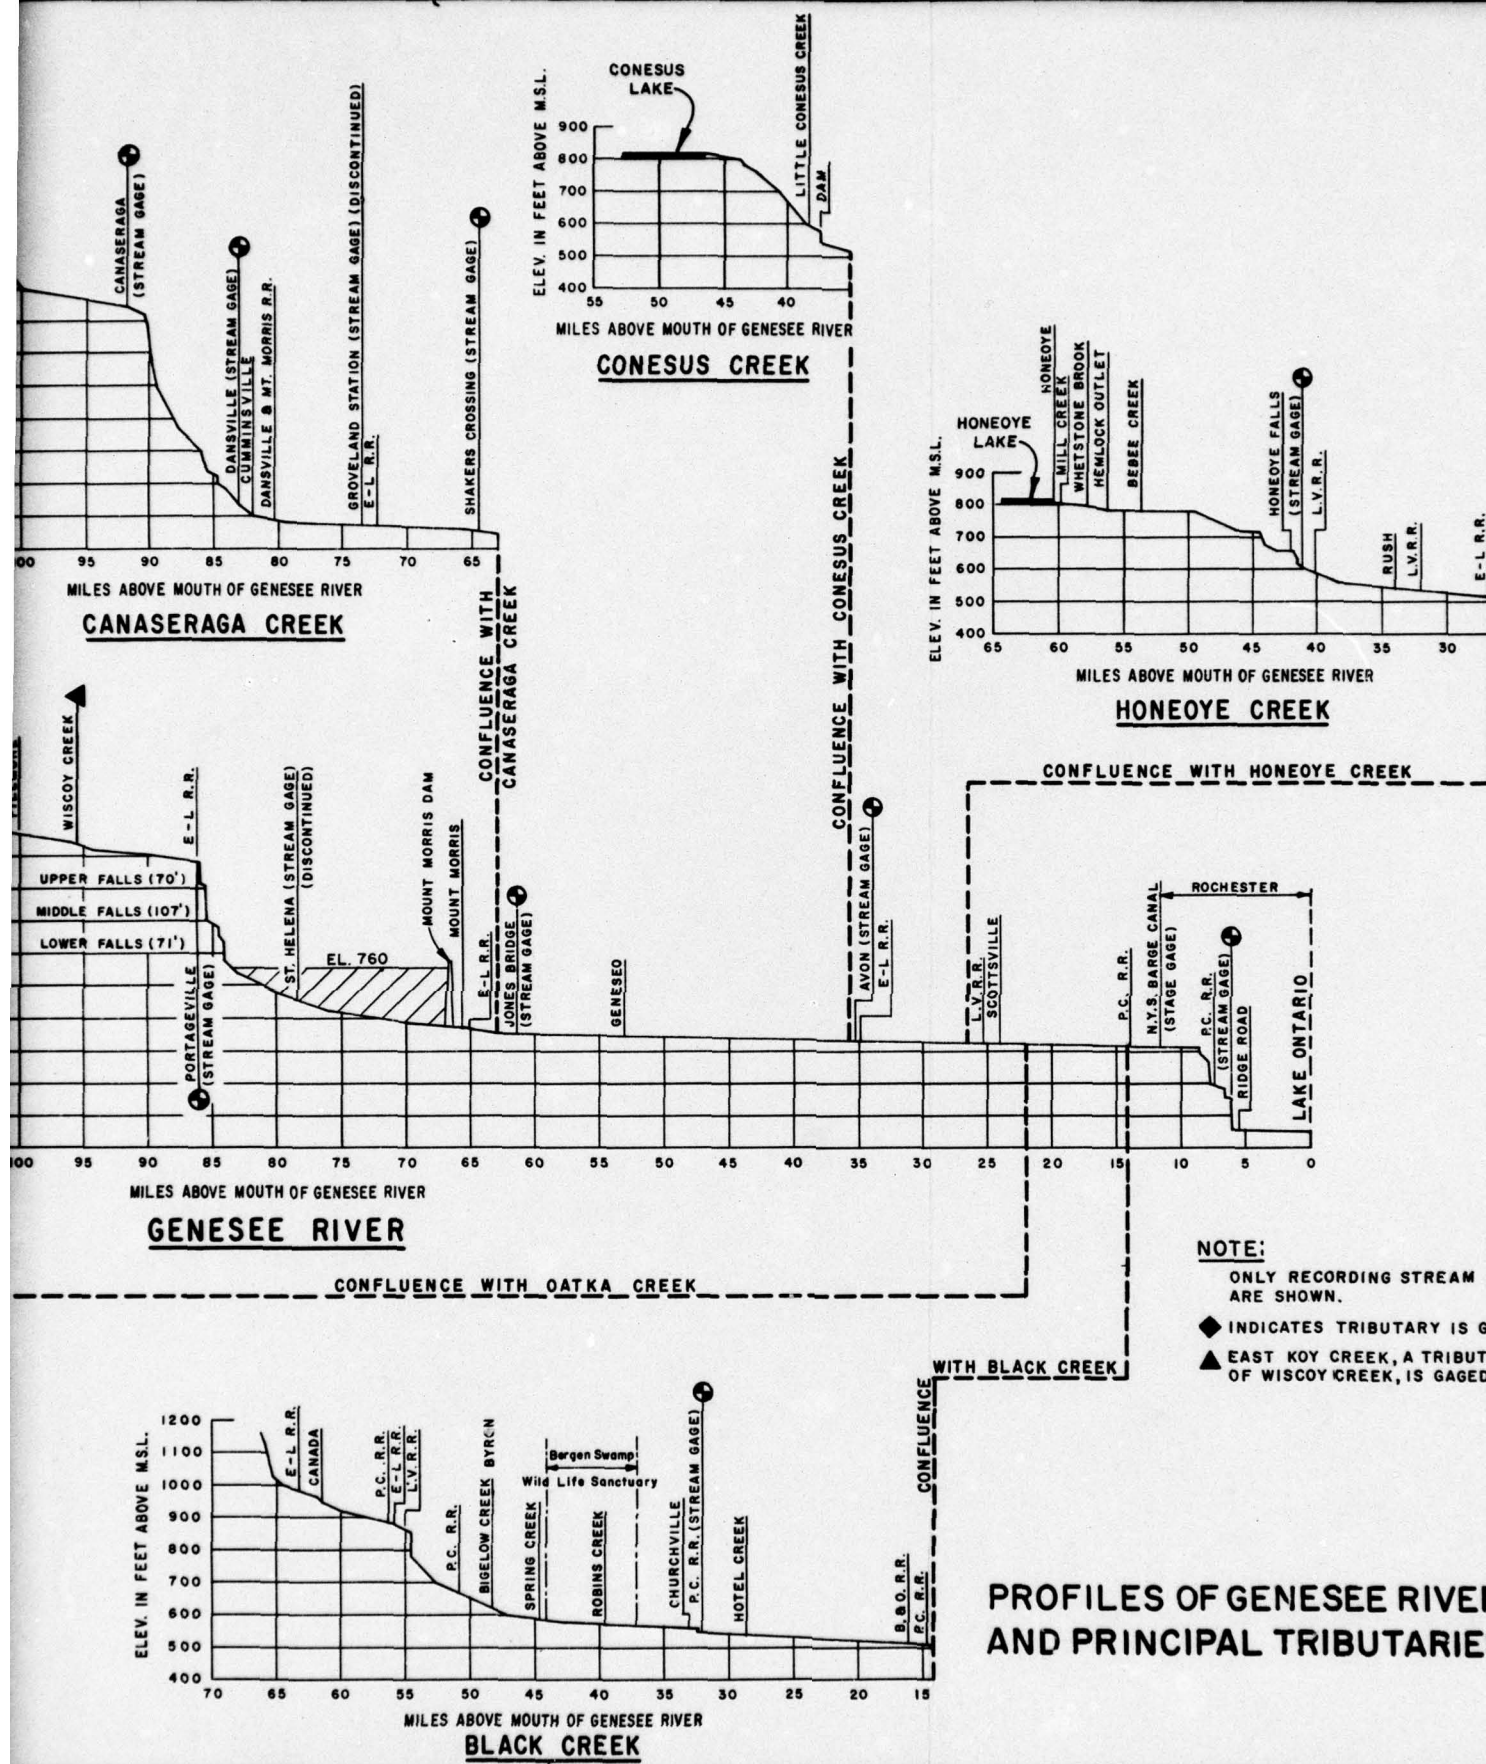 CANASERAGA
(STREAM GAGE)
DANSVILLE (STREAM GAGE)
CUMMINSVILLE
DANSVILLE & MT. MORRIS R.R.
GROVELAND STATION (STREAM GAGE) (DISCONTINUED)
E-L R.R.
SHAKERS CROSSING (STREAM GAGE)
100 95 90 85 80 75 70 65
MILES ABOVE MOUTH OF GENESEE RIVER
CANASERAGA CREEK
CONFLUENCE WITH
CANASERAGA CREEK
CONESUS
LAKE
LITTLE CONESUS CREEK
DAM
ELEV. IN FEET ABOVE M.S.L.
900
800
700
600
500
400
55 50 45 40
MILES ABOVE MOUTH OF GENESEE RIVER
CONESUS CREEK
CONFLUENCE WITH CONESUS CREEK
HONEOYE
LAKE
HONEOYE
MILL CREEK
WHETSTONE BROOK
HEMLOCK OUTLET
BEBEE CREEK
HONEOYE FALLS
(STREAM GAGE)
L.V.R.R.
RUSH
L.V.R.R.
E-L R.R.
ELEV. IN FEET ABOVE M.S.L.
900
800
700
600
500
400
65 60 55 50 45 40 35 30
MILES ABOVE MOUTH OF GENESEE RIVER
HONEOYE CREEK
CONFLUENCE WITH HONEOYE CREEK
WISCOY CREEK
E-L R.R.
UPPER FALLS (70')
MIDDLE FALLS (107')
LOWER FALLS (71')
PORTAGEVILLE
(STREAM GAGE)
ST. HELENA (STREAM GAGE)
(DISCONTINUED)
EL. 760
MOUNT MORRIS DAM
MOUNT MORRIS
E-L R.R.
JONES BRIDGE
(STREAM GAGE)
GENESEO
AVON (STREAM GAGE)
E-L R.R.
L.V.R.R.
SCOTTSVILLE
P.C. R.R.
N.Y.S. BARGE CANAL
(STAGE GAGE)
ROCHESTER
P.C. R.R.
(STREAM GAGE)
RIDGE ROAD
LAKE ONTARIO
100 95 90 85 80 75 70 65 60 55 50 45 40 35 30 25 20 15 10 5 0
MILES ABOVE MOUTH OF GENESEE RIVER
GENESEE RIVER
CONFLUENCE WITH OATKA CREEK
NOTE:
ONLY RECORDING STREAM
ARE SHOWN.
INDICATES TRIBUTARY IS G
EAST KOY CREEK, A TRIBUT
OF WISCOY CREEK, IS GAGED
CONFLUENCE
WITH BLACK CREEK
ELEV. IN FEET ABOVE M.S.L.
1200
1100
1000
900
800
700
600
500
400
E-L R.R.
CANADA
P.C. R.R.
E-L R.R.
L.V.R.R.
P.C. R.R.
BIGELOW CREEK BYRON
SPRING CREEK
Bergen Swamp
Wild Life Sanctuary
ROBINS CREEK
CHURCHVILLE
P.C. R.R. (STREAM GAGE)
HOTEL CREEK
B.&O. R.R.
P.C. R.R.
70 65 60 55 50 45 40 35 30 25 20 15
MILES ABOVE MOUTH OF GENESEE RIVER
BLACK CREEK
PROFILES OF GENESEE RIVER
AND PRINCIPAL TRIBUTARIE